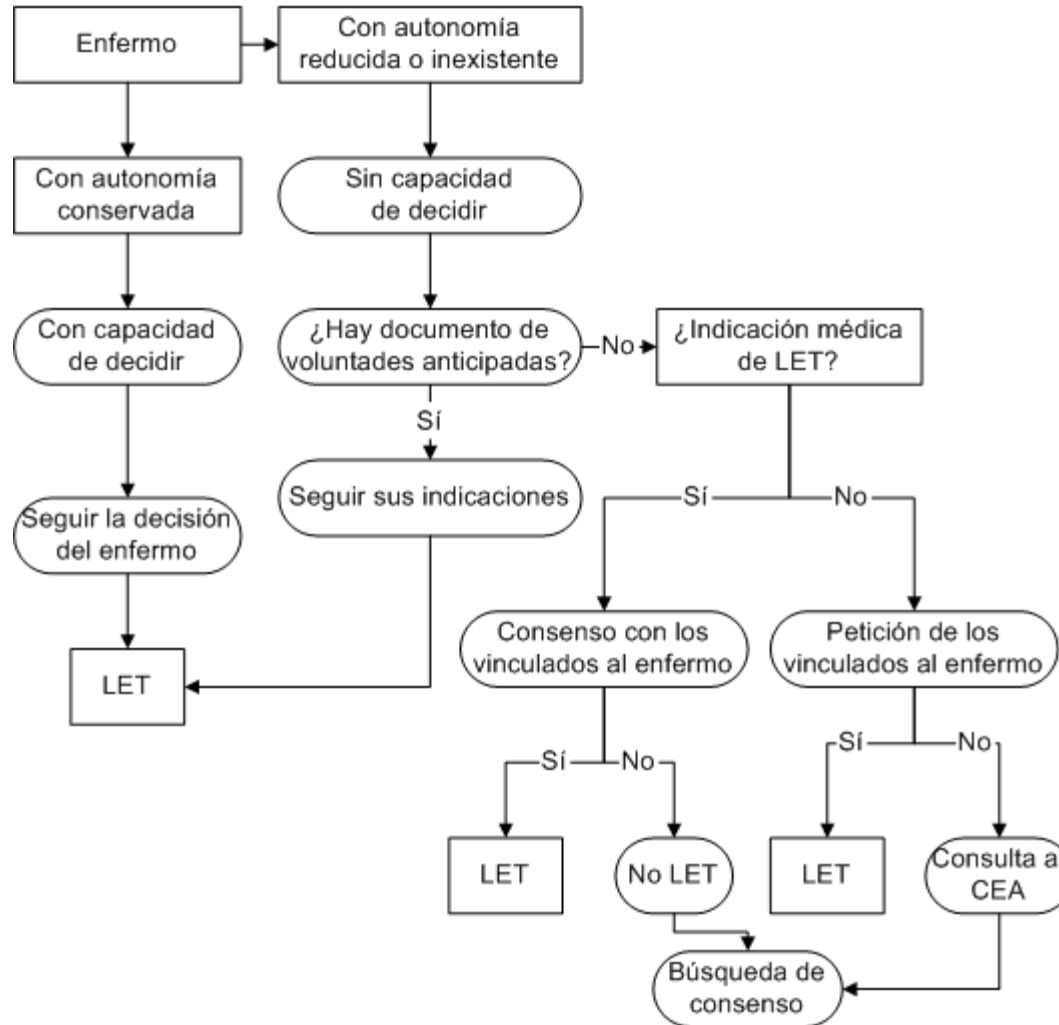 Enfermo
Con autonomía
reducida o inexistente
Con autonomía
conservada
Sin capacidad
de decidir
Con capacidad
de decidir
¿Hay documento de
voluntades anticipadas?
No
¿Indicación médica
de LET?
Sí
Seguir sus indicaciones
Seguir la decisión
del enfermo
Sí
No
LET
Consenso con los
vinculados al enfermo
Petición de los
vinculados al enfermo
Sí
No
Sí
No
LET
No LET
LET
Consulta a
CEA
Búsqueda de
consenso